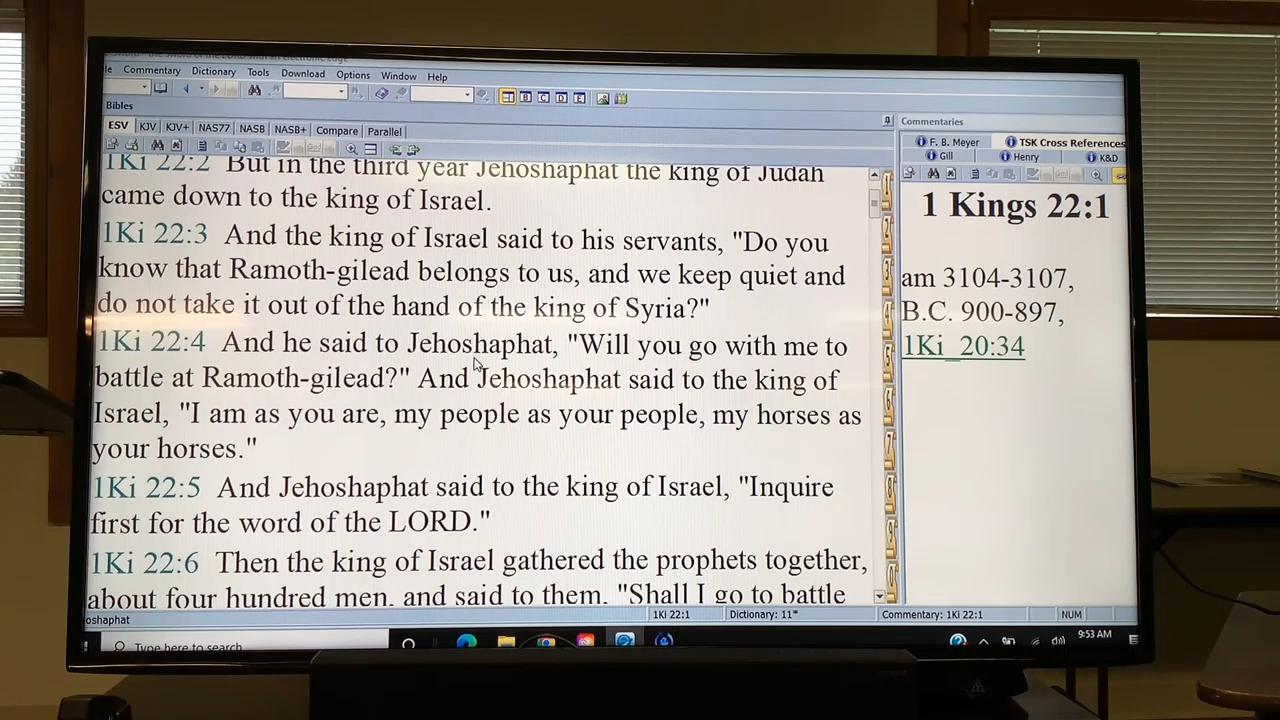 Commentary Dictionary Tools Download Options Window Help
Bibles
ESV KJV KJV+ NAS77 NASB NASB+ Compare Parallel
1Ki 22:2 But in the third year Jehoshaphat the king of Judah
came down to the king of Israel.
1Ki 22:3 And the king of Israel said to his servants, "Do you
know that Ramoth-gilead belongs to us, and we keep quiet and
do not take it out of the hand of the king of Syria?"
1Ki 22:4 And he said to Jehoshaphat, "Will you go with me to
battle at Ramoth-gilead?" And Jehoshaphat said to the king of
Israel, "I am as you are, my people as your people, my horses as
your horses."
1Ki 22:5 And Jehoshaphat said to the king of Israel, "Inquire
first for the word of the LORD."
1Ki 22:6 Then the king of Israel gathered the prophets together,
about four hundred men, and said to them, "Shall I go to battle
Commentaries
F. B. Meyer TSK Cross References
Gill Henry K&D
1 Kings 22:1
am 3104-3107,
B.C. 900-897,
1Ki_20:34
oshaphat 1Ki 22:1 Dictionary: 11* Commentary: 1Ki 22:1 NUM
Type here to search 9:53 AM